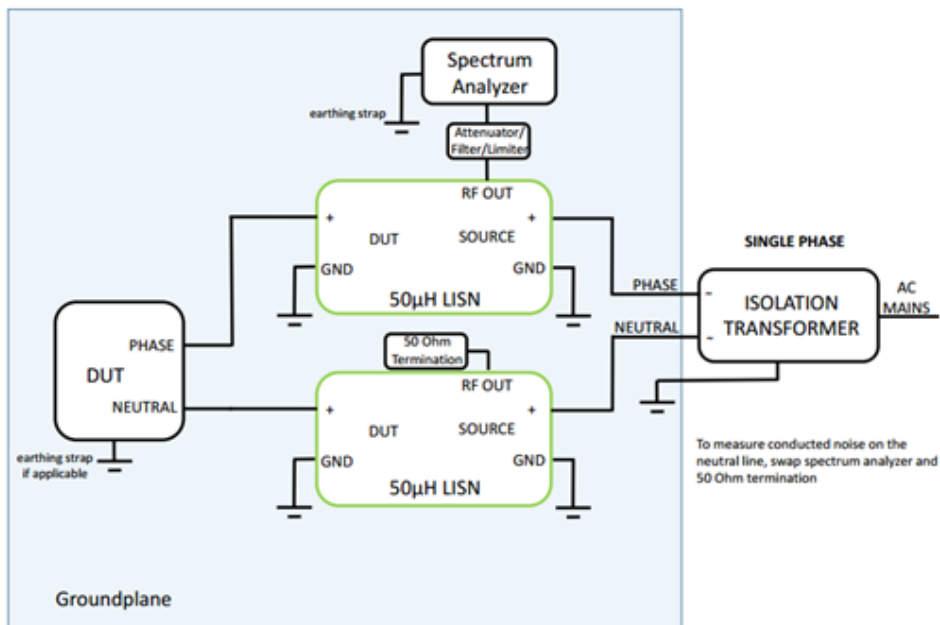 Spectrum
Analyzer
earthing strap
Attenuator/
Filter/Limiter
RF OUT
+
+
DUT
SOURCE
GND
GND
50µH LISN
SINGLE PHASE
PHASE
NEUTRAL
-
~
ISOLATION
TRANSFORMER
AC
MAINS
PHASE
DUT
NEUTRAL
earthing strap
if applicable
50 Ohm
Termination
RF OUT
+
+
DUT
SOURCE
GND
GND
50µH LISN
To measure conducted noise on the
neutral line, swap spectrum analyzer and
50 Ohm termination
Groundplane